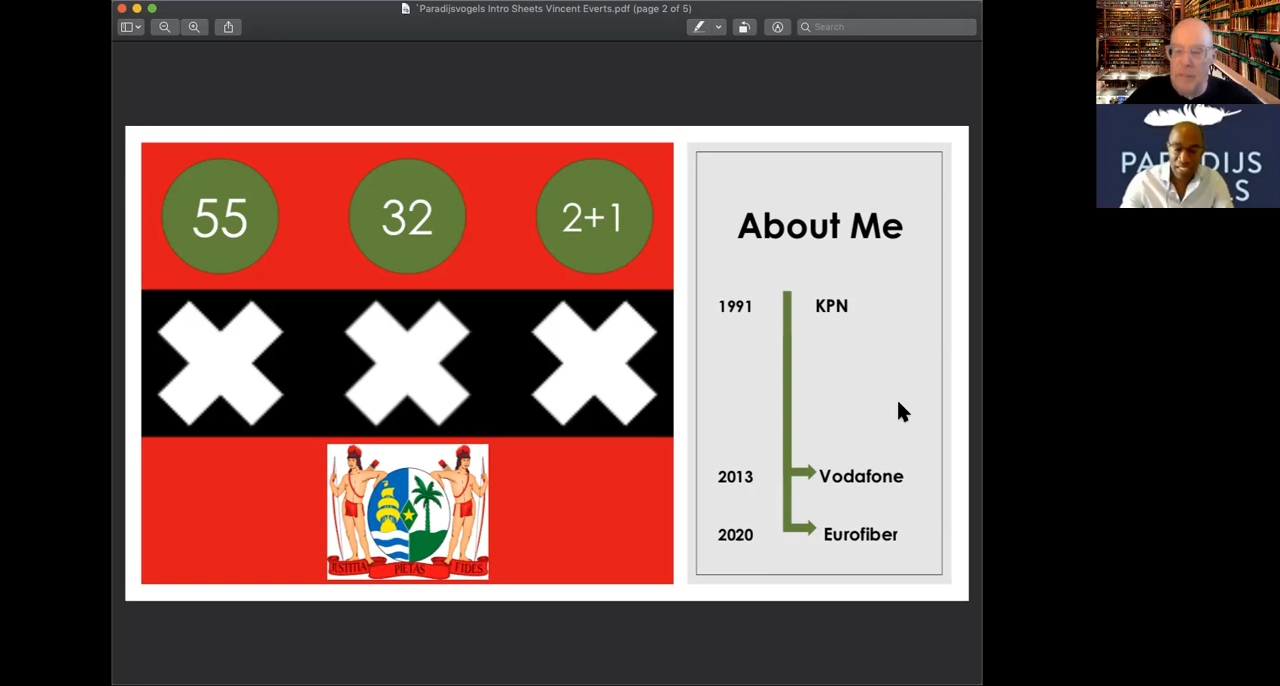 `Paradijsvogels Intro Sheets Vincent Everts.pdf (page 2 of 5)
Search
55
32
2+1
JUSTITIA PIETAS FIDES
About Me
1991 KPN
2013 Vodafone
2020 Eurofiber